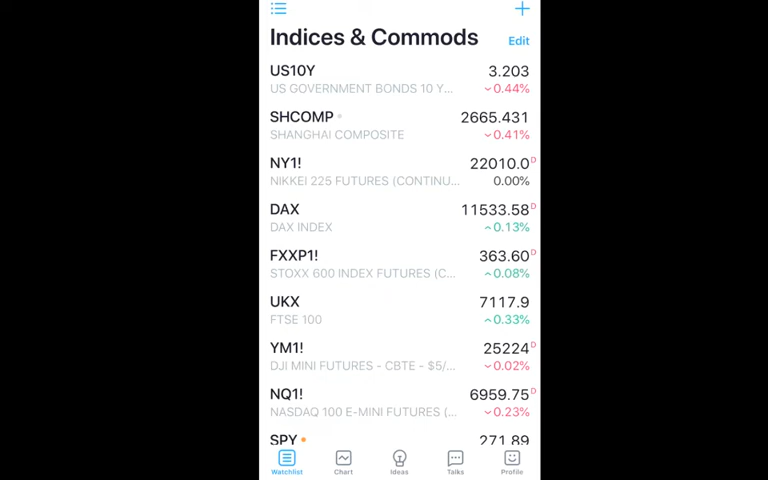 Indices & Commods
Edit
US10Y 3.203
US GOVERNMENT BONDS 10 Y... 0.44%
SHCOMP 2665.431
SHANGHAI COMPOSITE 0.41%
NY1! 22010.0 D
NIKKEI 225 FUTURES (CONTINU... 0.00%
DAX 11533.58 D
DAX INDEX 0.13%
FXXP1! 363.60 D
STOXX 600 INDEX FUTURES (C... 0.08%
UKX 7117.9
FTSE 100 0.33%
YM1! 25224 D
DJI MINI FUTURES - CBTE - $5/... 0.02%
NQ1! 6959.75 D
NASDAQ 100 E-MINI FUTURES (... 0.23%
SPY 271.89
Watchlist Chart Ideas Talks Profile